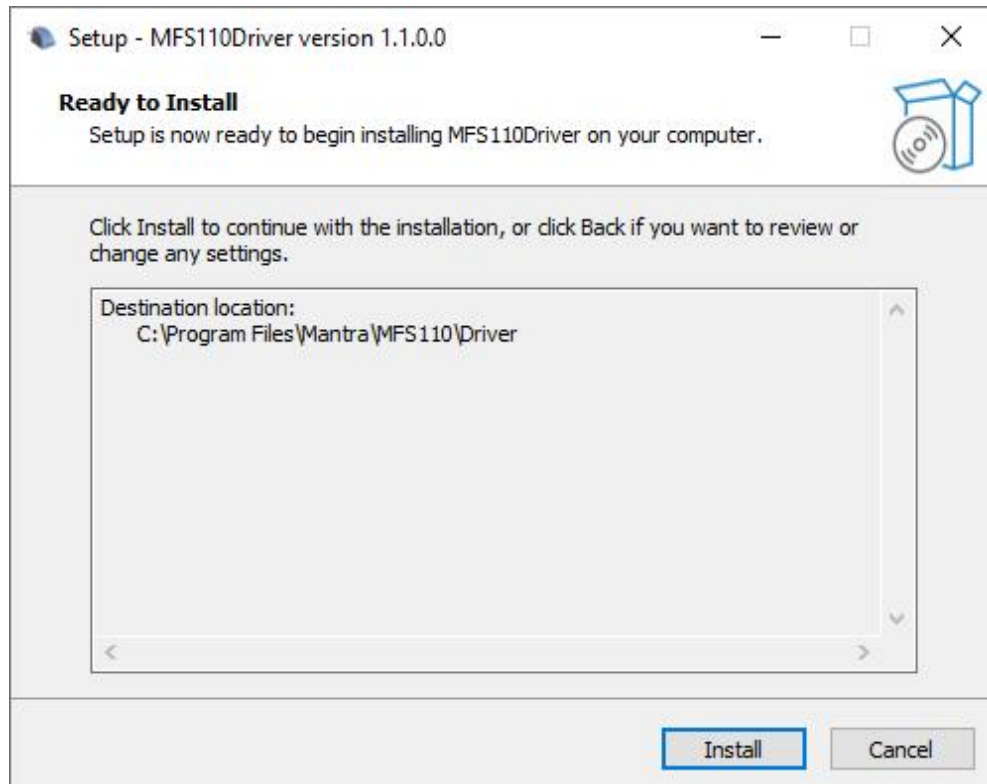 Setup - MFS110Driver version 1.1.0.0
Ready to Install
Setup is now ready to begin installing MFS110Driver on your computer.
Click Install to continue with the installation, or click Back if you want to review or
change any settings.
Destination location:
C:\Program Files\Mantra\MFS110\Driver
Install
Cancel